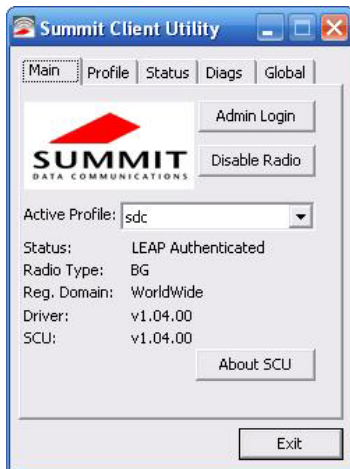 Summit Client Utility
Main Profile Status Diags Global
Admin Login
SUMMIT
DATA COMMUNICATIONS
Disable Radio
Active Profile: sdc
Status: LEAP Authenticated
Radio Type: BG
Reg. Domain: WorldWide
Driver: v1.04.00
SCU: v1.04.00
About SCU
Exit